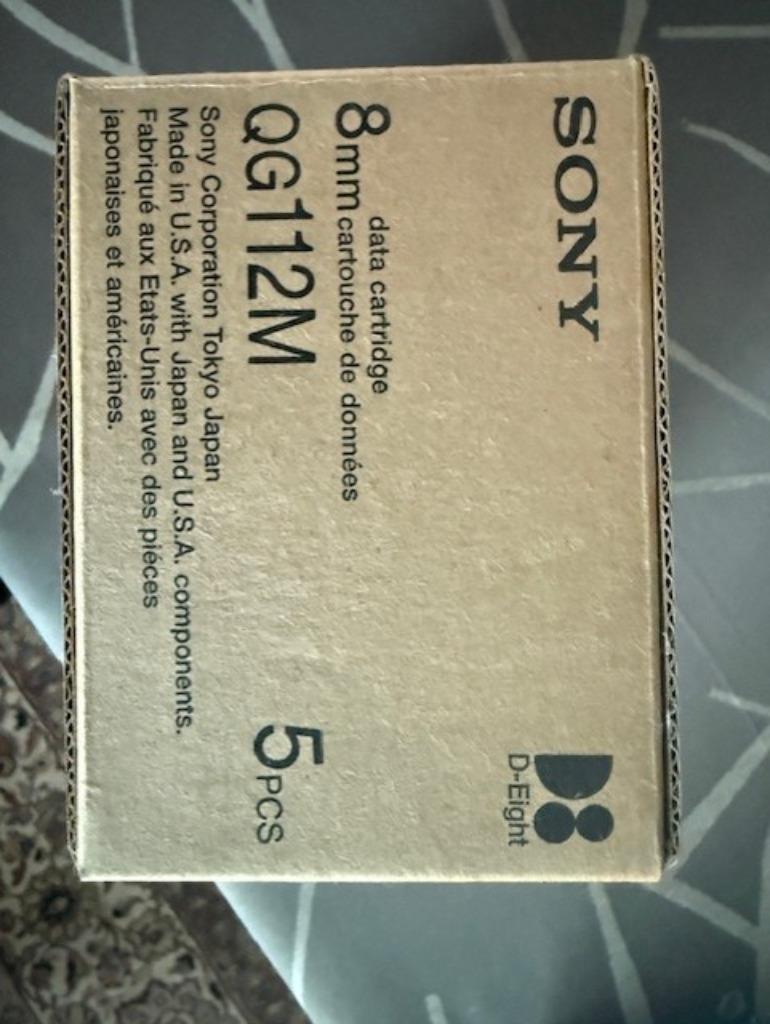 SONY
D8
D-Eight
8mm data cartridge
cartouche de données
QG112M
5PCS
Sony Corporation Tokyo Japan
Made in U.S.A. with Japan and U.S.A. components.
Fabriqué aux Etats-Unis avec des pièces
japonaises et américaines.